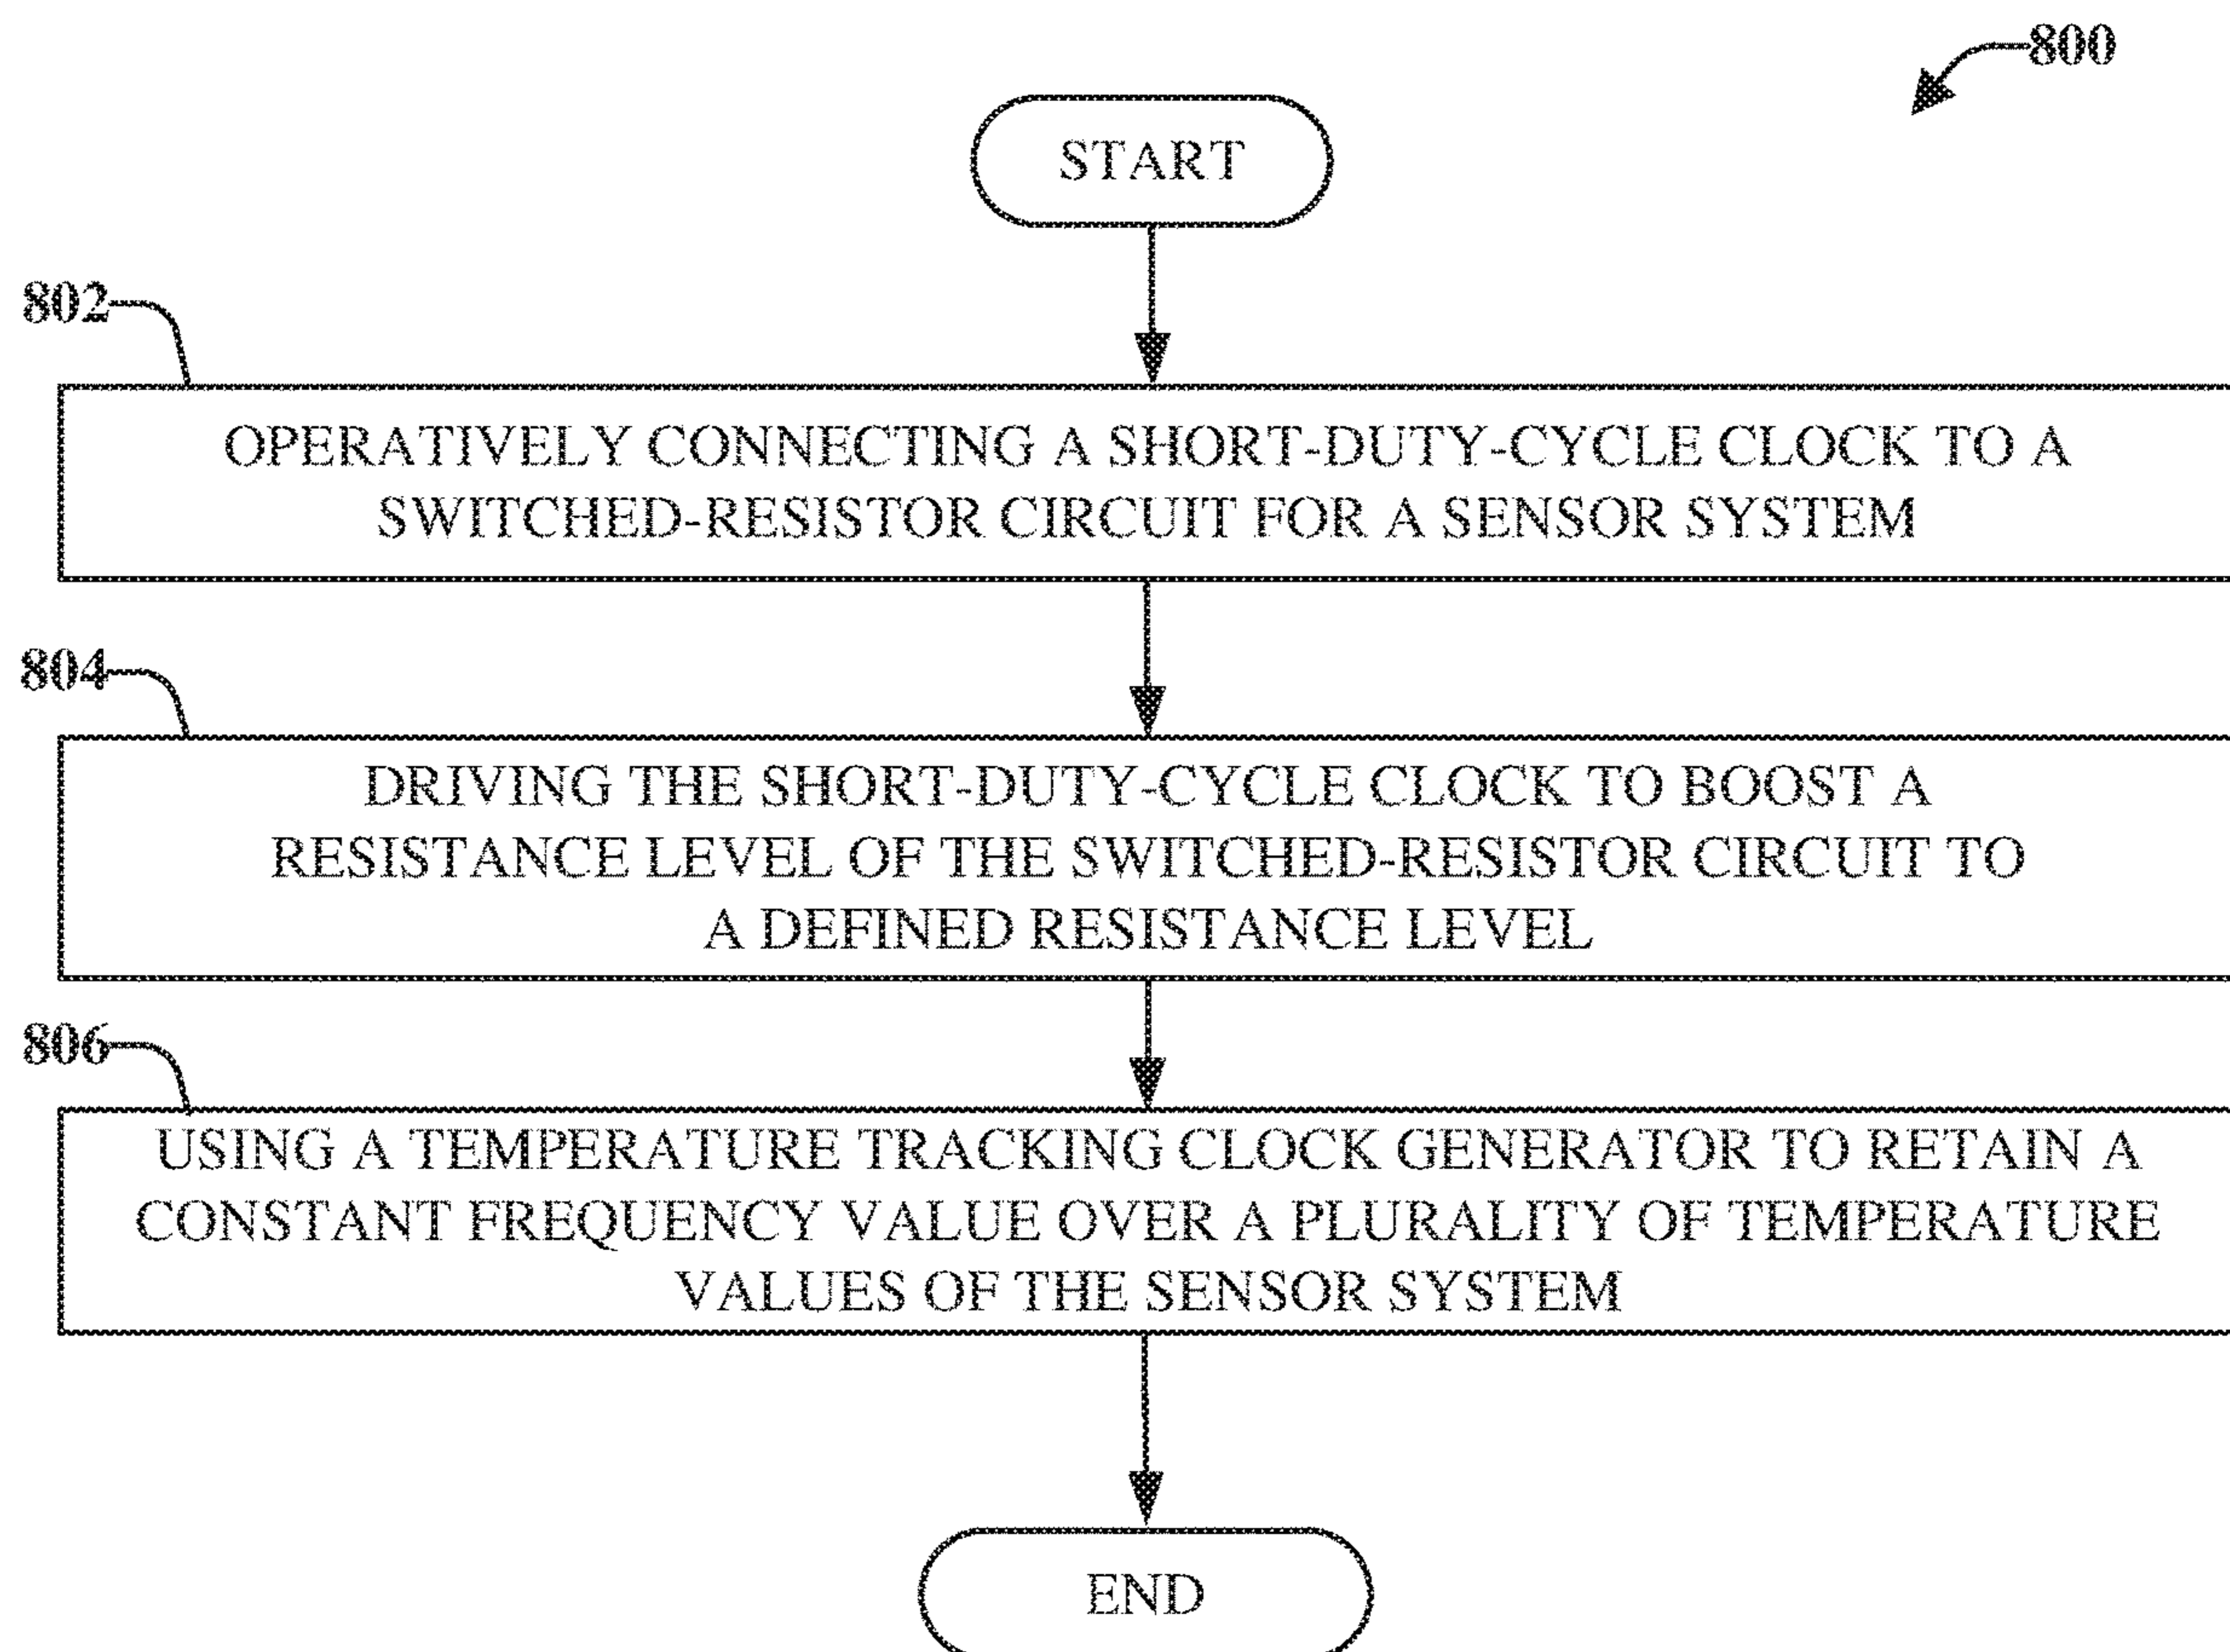 800
START
802
OPERATIVELY CONNECTING A SHORT-DUTY-CYCLE CLOCK TO A
SWITCHED-RESISTOR CIRCUIT FOR A SENSOR SYSTEM
804
DRIVING THE SHORT-DUTY-CYCLE CLOCK TO BOOST A
RESISTANCE LEVEL OF THE SWITCHED-RESISTOR CIRCUIT TO
A DEFINED RESISTANCE LEVEL
806
USING A TEMPERATURE TRACKING CLOCK GENERATOR TO RETAIN A
CONSTANT FREQUENCY VALUE OVER A PLURALITY OF TEMPERATURE
VALUES OF THE SENSOR SYSTEM
END